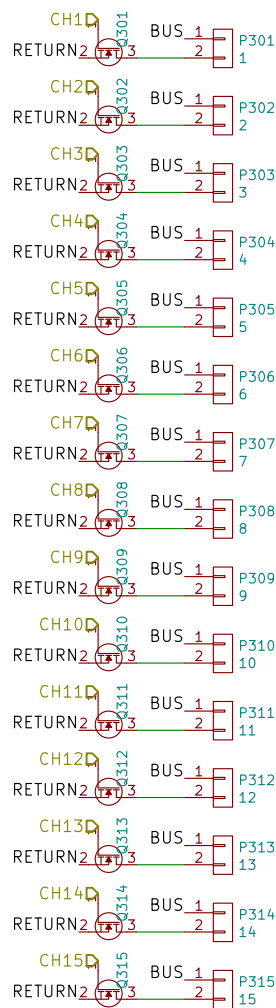 CH1 Q301 BUS 1 P301
RETURN 2 3 2 1
CH2 Q302 BUS 1 P302
RETURN 2 3 2 2
CH3 Q303 BUS 1 P303
RETURN 2 3 2 3
CH4 Q304 BUS 1 P304
RETURN 2 3 2 4
CH5 Q305 BUS 1 P305
RETURN 2 3 2 5
CH6 Q306 BUS 1 P306
RETURN 2 3 2 6
CH7 Q307 BUS 1 P307
RETURN 2 3 2 7
CH8 Q308 BUS 1 P308
RETURN 2 3 2 8
CH9 Q309 BUS 1 P309
RETURN 2 3 2 9
CH10 Q310 BUS 1 P310
RETURN 2 3 2 10
CH11 Q311 BUS 1 P311
RETURN 2 3 2 11
CH12 Q312 BUS 1 P312
RETURN 2 3 2 12
CH13 Q313 BUS 1 P313
RETURN 2 3 2 13
CH14 Q314 BUS 1 P314
RETURN 2 3 2 14
CH15 Q315 BUS 1 P315
RETURN 2 3 2 15